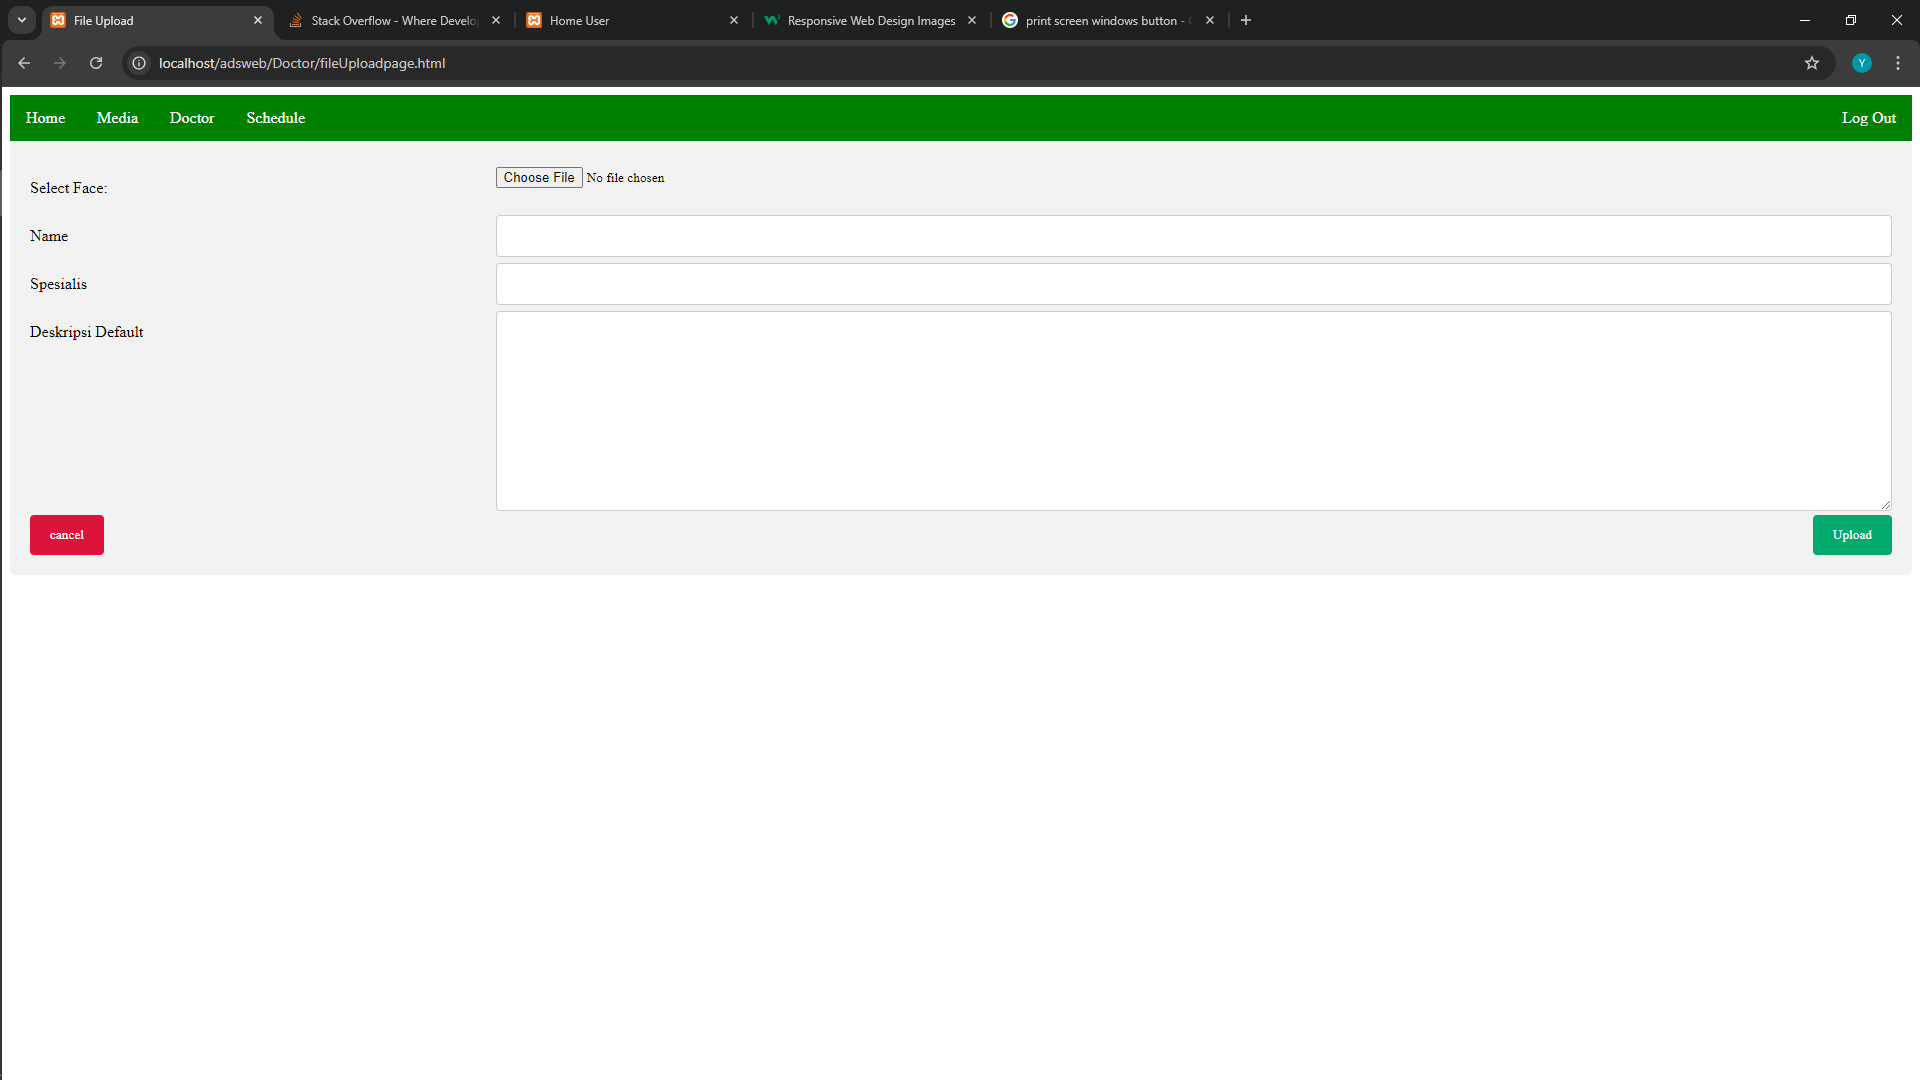 File Upload
Stack Overflow - Where Develo
Home User
Responsive Web Design Images
print screen windows button -
localhost/adsweb/Doctor/fileUploadpage.html
Y
Home Media Doctor Schedule Log Out
Select Face: Choose File No file chosen
Name
Spesialis
Deskripsi Default
cancel Upload